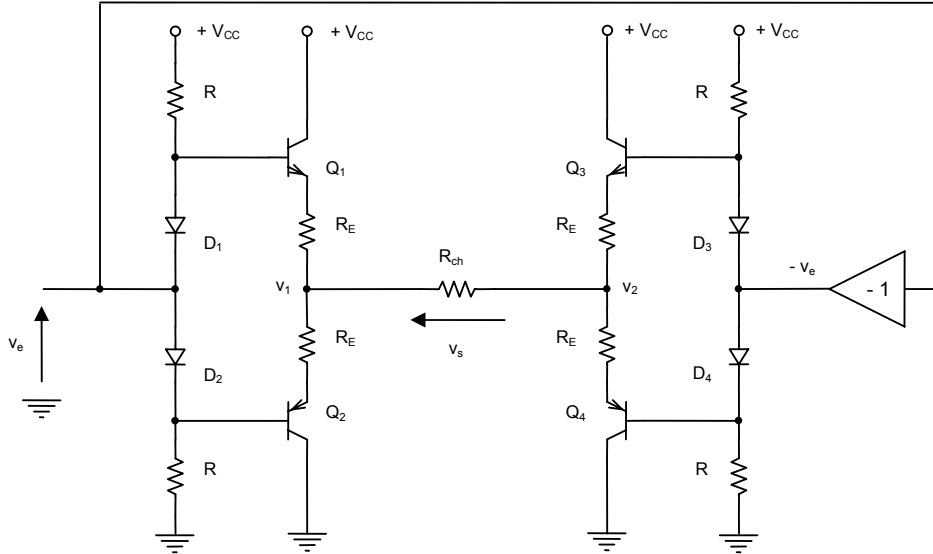 + VCC + VCC + VCC + VCC
R R
Q1 Q3
D1 RE RE D3
Rch
v1 v2 - ve - 1
ve
RE vs RE
D2 D4
Q2 Q4
R R